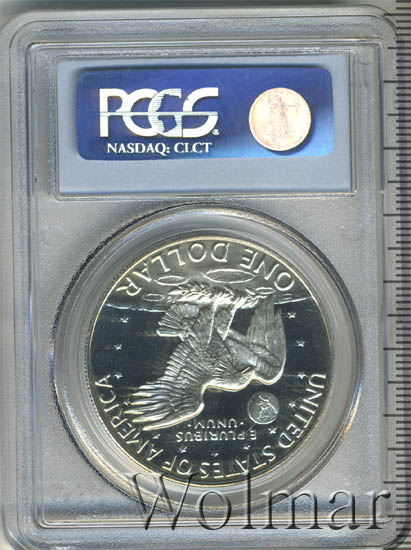 PCGS®
NASDAQ: CLCT
UNITED STATES OF AMERICA
E PLURIBUS
UNUM
ONE DOLLAR
Wolmar